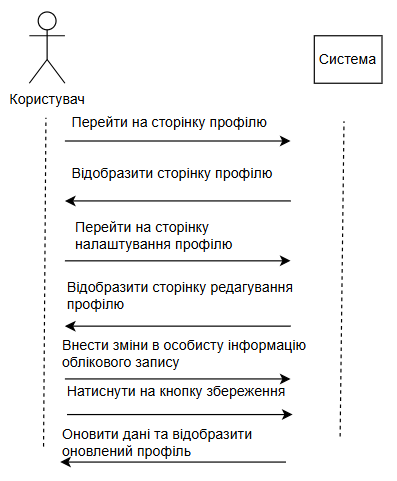 Користувач
Система
Перейти на сторінку профілю
Відобразити сторінку профілю
Перейти на сторінку
налаштування профілю
Відобразити сторінку редагування
профілю
Внести зміни в особисту інформацію
облікового запису
Натиснути на кнопку збереження
Оновити дані та відобразити
оновлений профіль